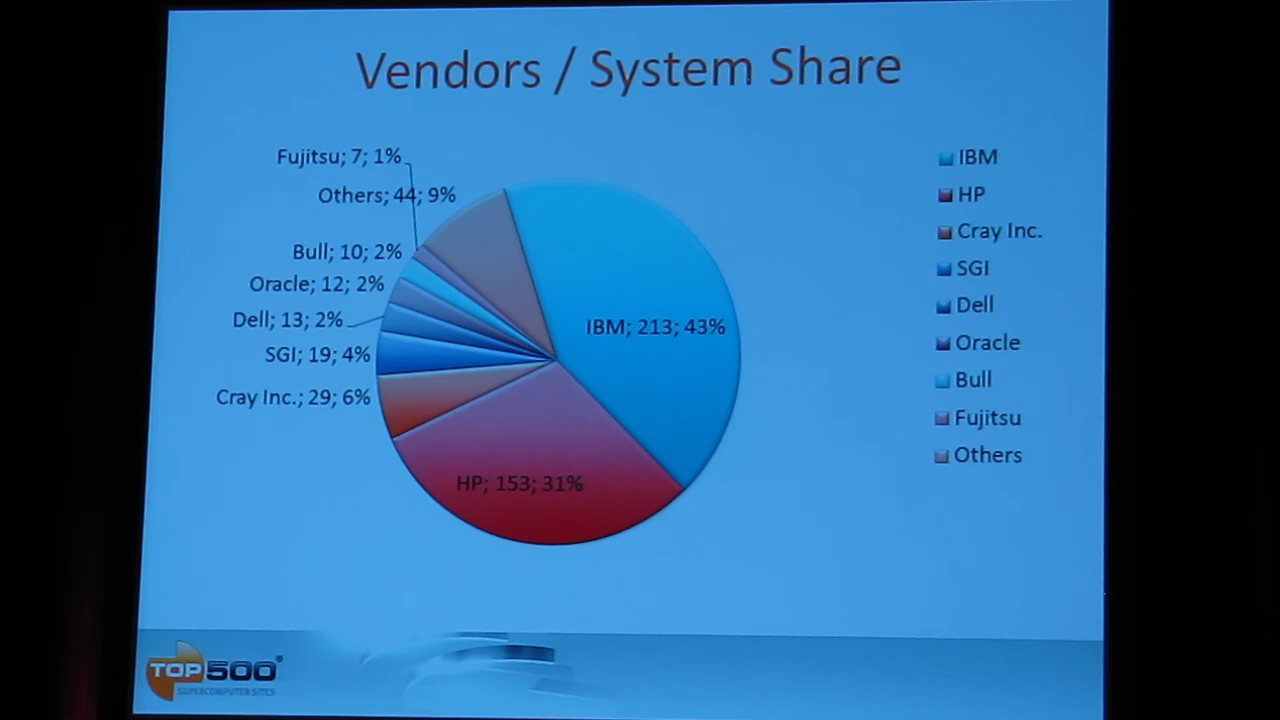 Vendors / System Share
Fujitsu; 7; 1%
Others; 44; 9%
Bull; 10; 2%
Oracle; 12; 2%
Dell; 13; 2%
SGI; 19; 4%
Cray Inc.; 29; 6%
IBM; 213; 43%
HP; 153; 31%
IBM
HP
Cray Inc.
SGI
Dell
Oracle
Bull
Fujitsu
Others
TOP500®
SUPERCOMPUTER SITES